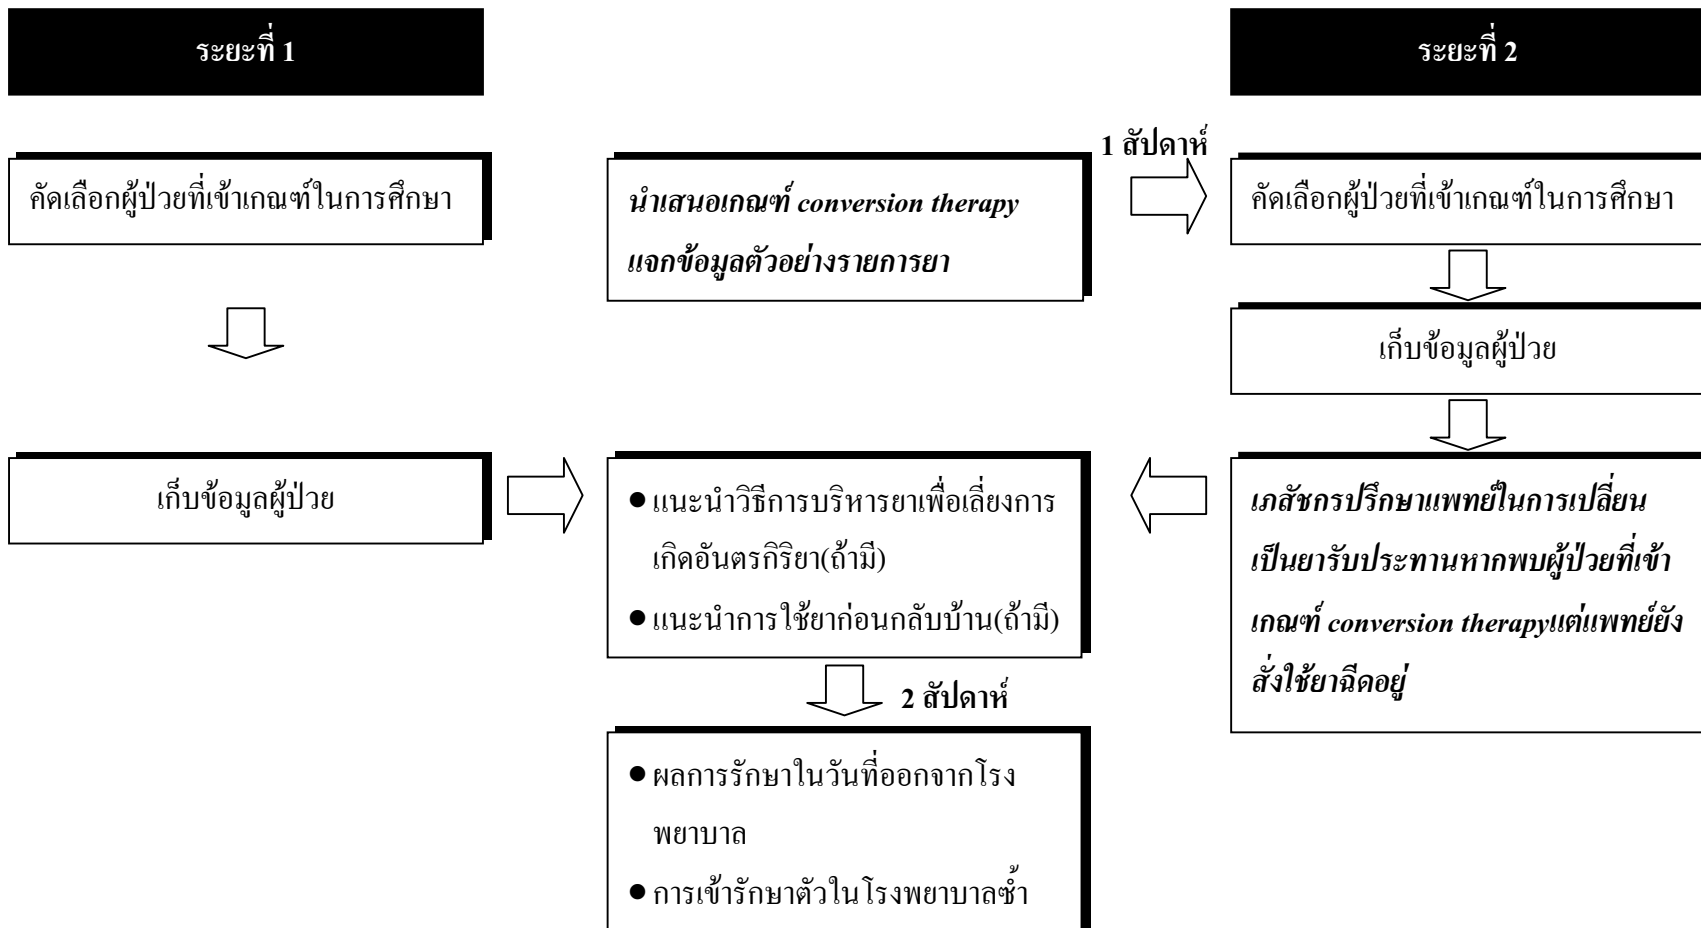 ระยะที่ 1
ระยะที่ 2
คัดเลือกผู้ป่วยที่เข้าเกณฑ์ในการศึกษา
นำเสนอเกณฑ์ conversion therapy
แจกข้อมูลตัวอย่างรายการยา
1 สัปดาห์
คัดเลือกผู้ป่วยที่เข้าเกณฑ์ในการศึกษา
เก็บข้อมูลผู้ป่วย
เก็บข้อมูลผู้ป่วย
● แนะนำวิธีการบริหารยาเพื่อเลี่ยงการ
เกิดอันตรกิริยา(ถ้ามี)
● แนะนำการใช้ยาก่อนกลับบ้าน(ถ้ามี)
เภสัชกรปรึกษาแพทย์ในการเปลี่ยน
เป็นยารับประทานหากพบผู้ป่วยที่เข้า
เกณฑ์ conversion therapyแต่แพทย์ยัง
สั่งใช้ยาฉีดอยู่
2 สัปดาห์
● ผลการรักษาในวันที่ออกจากโรง
พยาบาล
● การเข้ารักษาตัวในโรงพยาบาลซ้ำ